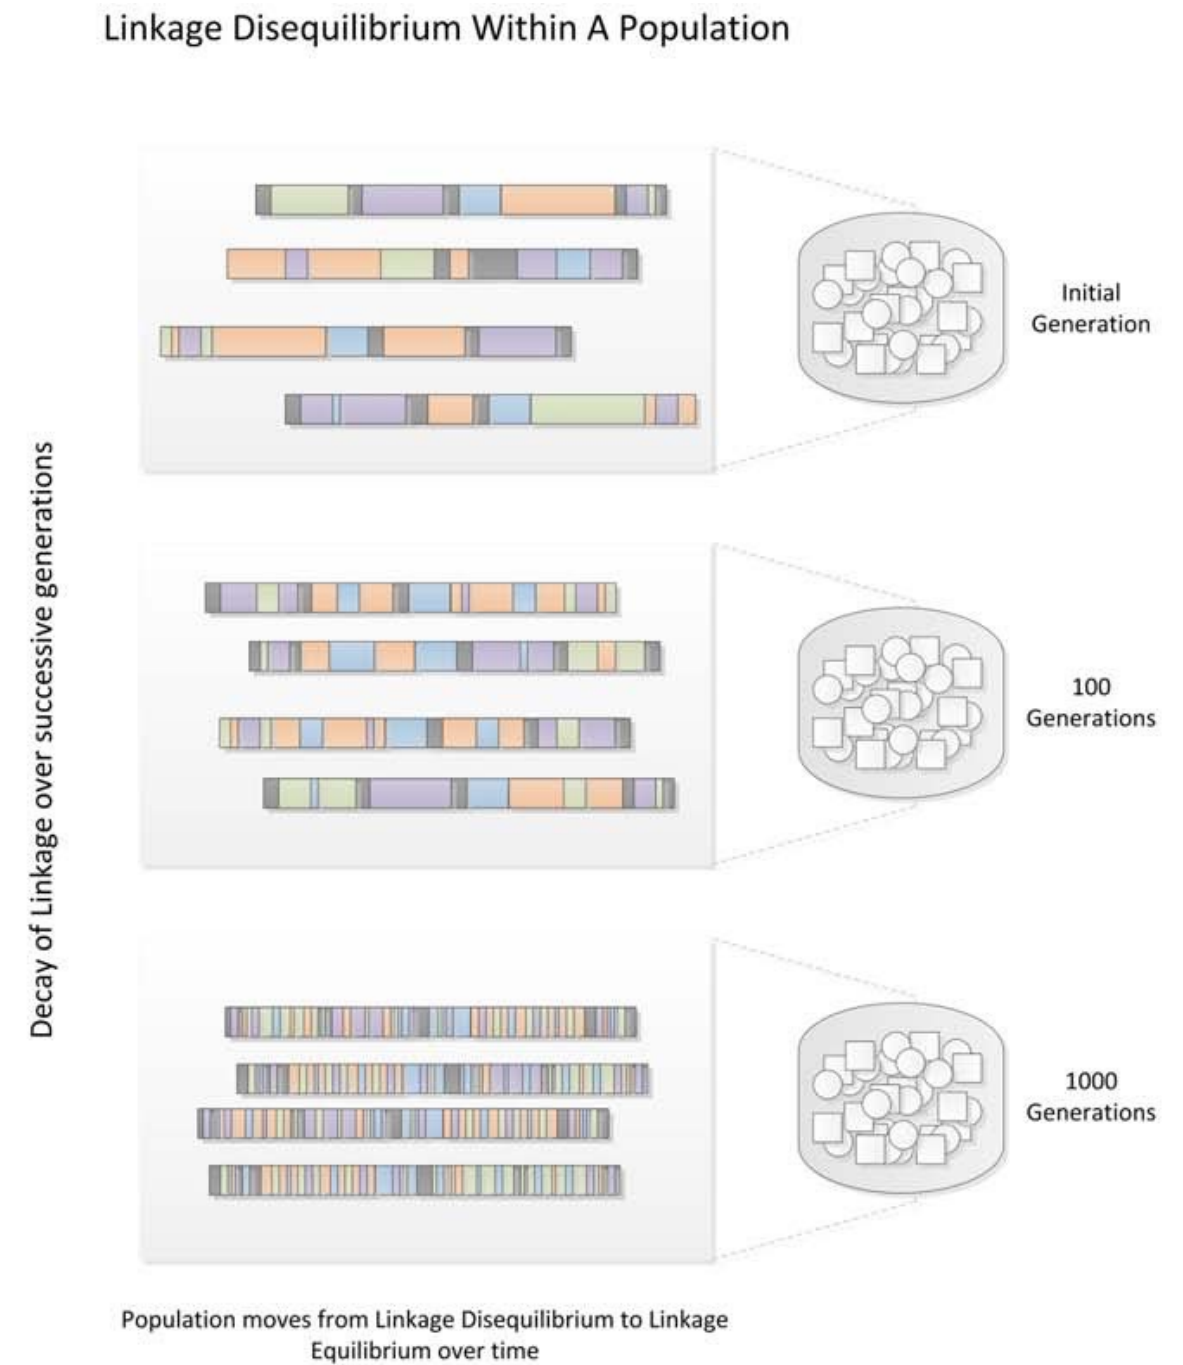 Linkage Disequilibrium Within A Population
Initial
Generation
Decay of Linkage over successive generations
100
Generations
1000
Generations
Population moves from Linkage Disequilibrium to Linkage
Equilibrium over time